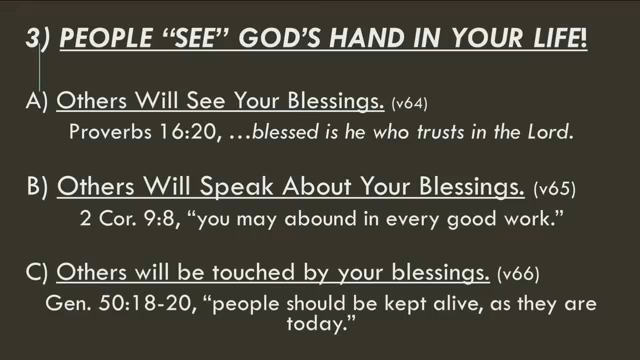 3) PEOPLE “SEE” GOD’S HAND IN YOUR LIFE!
A) Others Will See Your Blessings. (v64)
Proverbs 16:20, …blessed is he who trusts in the Lord.
B) Others Will Speak About Your Blessings. (v65)
2 Cor. 9:8, “you may abound in every good work.”
C) Others will be touched by your blessings. (v66)
Gen. 50:18-20, “people should be kept alive, as they are
today.”